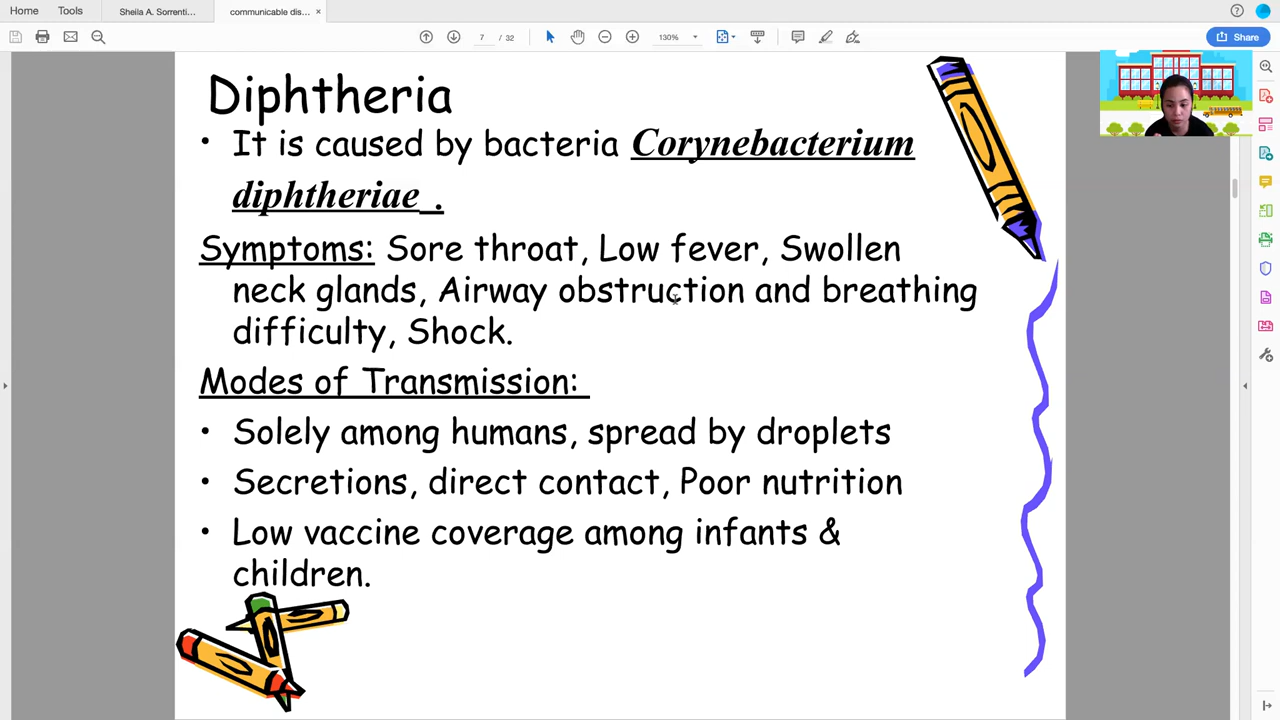 Home Tools Sheila A. Sorrenti... communicable dis... ×
7 / 32 130% Share
Diphtheria
• It is caused by bacteria Corynebacterium
diphtheriae .
Symptoms: Sore throat, Low fever, Swollen
neck glands, Airway obstruction and breathing
difficulty, Shock.
Modes of Transmission:
• Solely among humans, spread by droplets
• Secretions, direct contact, Poor nutrition
• Low vaccine coverage among infants &
children.